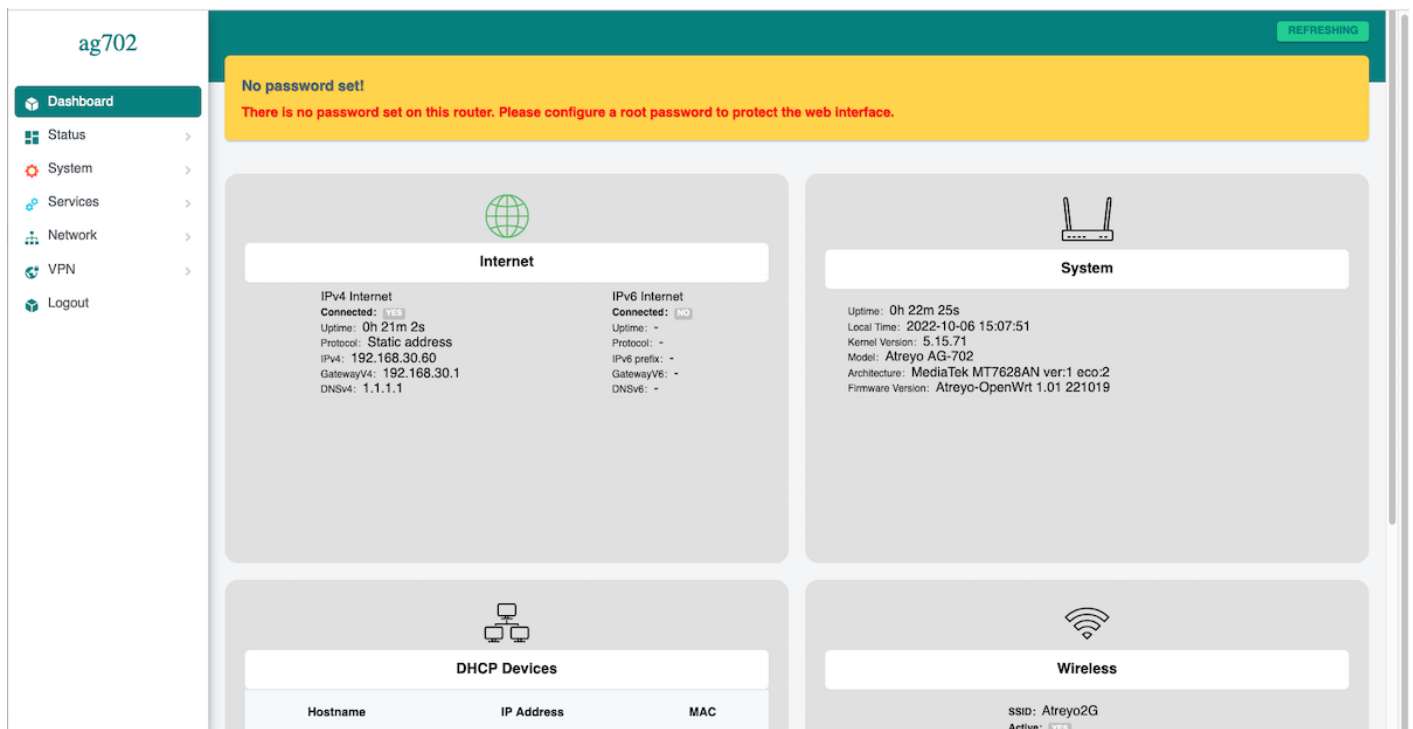 ag702
Dashboard
Status
System
Services
Network
VPN
Logout
REFRESHING
No password set!
There is no password set on this router. Please configure a root password to protect the web interface.
Internet
IPv4 Internet
Connected: YES
Uptime: 0h 21m 2s
Protocol: Static address
IPv4: 192.168.30.60
GatewayV4: 192.168.30.1
DNSv4: 1.1.1.1
IPv6 Internet
Connected: NO
Uptime: -
Protocol: -
IPv6 prefix: -
GatewayV6: -
DNSv6: -
System
Uptime: 0h 22m 25s
Local Time: 2022-10-06 15:07:51
Kernel Version: 5.15.71
Model: Atreyo AG-702
Architecture: MediaTek MT7628AN ver:1 eco:2
Firmware Version: Atreyo-OpenWrt 1.01 221019
DHCP Devices
Hostname IP Address MAC
Wireless
SSID: Atreyo2G
Active: YES